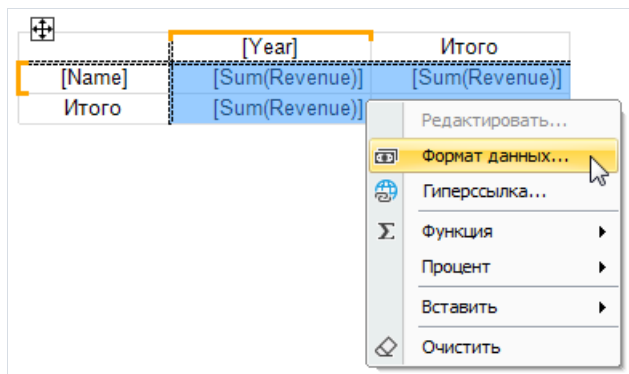 [Year] Итого
[Name] [Sum(Revenue)] [Sum(Revenue)]
Итого [Sum(Revenue)]
Редактировать...
Формат данных...
Гиперссылка...
Функция
Процент
Вставить
Очистить